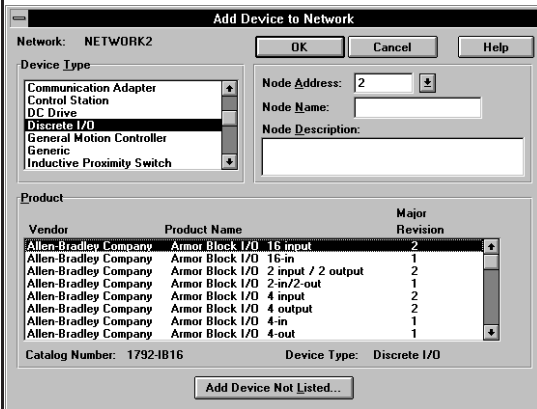 Add Device to Network
Network: NETWORK2
OK Cancel Help
Device Type
Communication Adapter
Control Station
DC Drive
Discrete I/O
General Motion Controller
Generic
Inductive Proximity Switch
Node Address: 2
Node Name:
Node Description:
Product
Vendor Product Name Major Revision
Allen-Bradley Company Armor Block I/O 16 input 2
Allen-Bradley Company Armor Block I/O 16-in 1
Allen-Bradley Company Armor Block I/O 2 input / 2 output 2
Allen-Bradley Company Armor Block I/O 2-in/2-out 1
Allen-Bradley Company Armor Block I/O 4 input 2
Allen-Bradley Company Armor Block I/O 4 output 2
Allen-Bradley Company Armor Block I/O 4-in 1
Allen-Bradley Company Armor Block I/O 4-out 1
Catalog Number: 1792-IB16 Device Type: Discrete I/O
Add Device Not Listed...